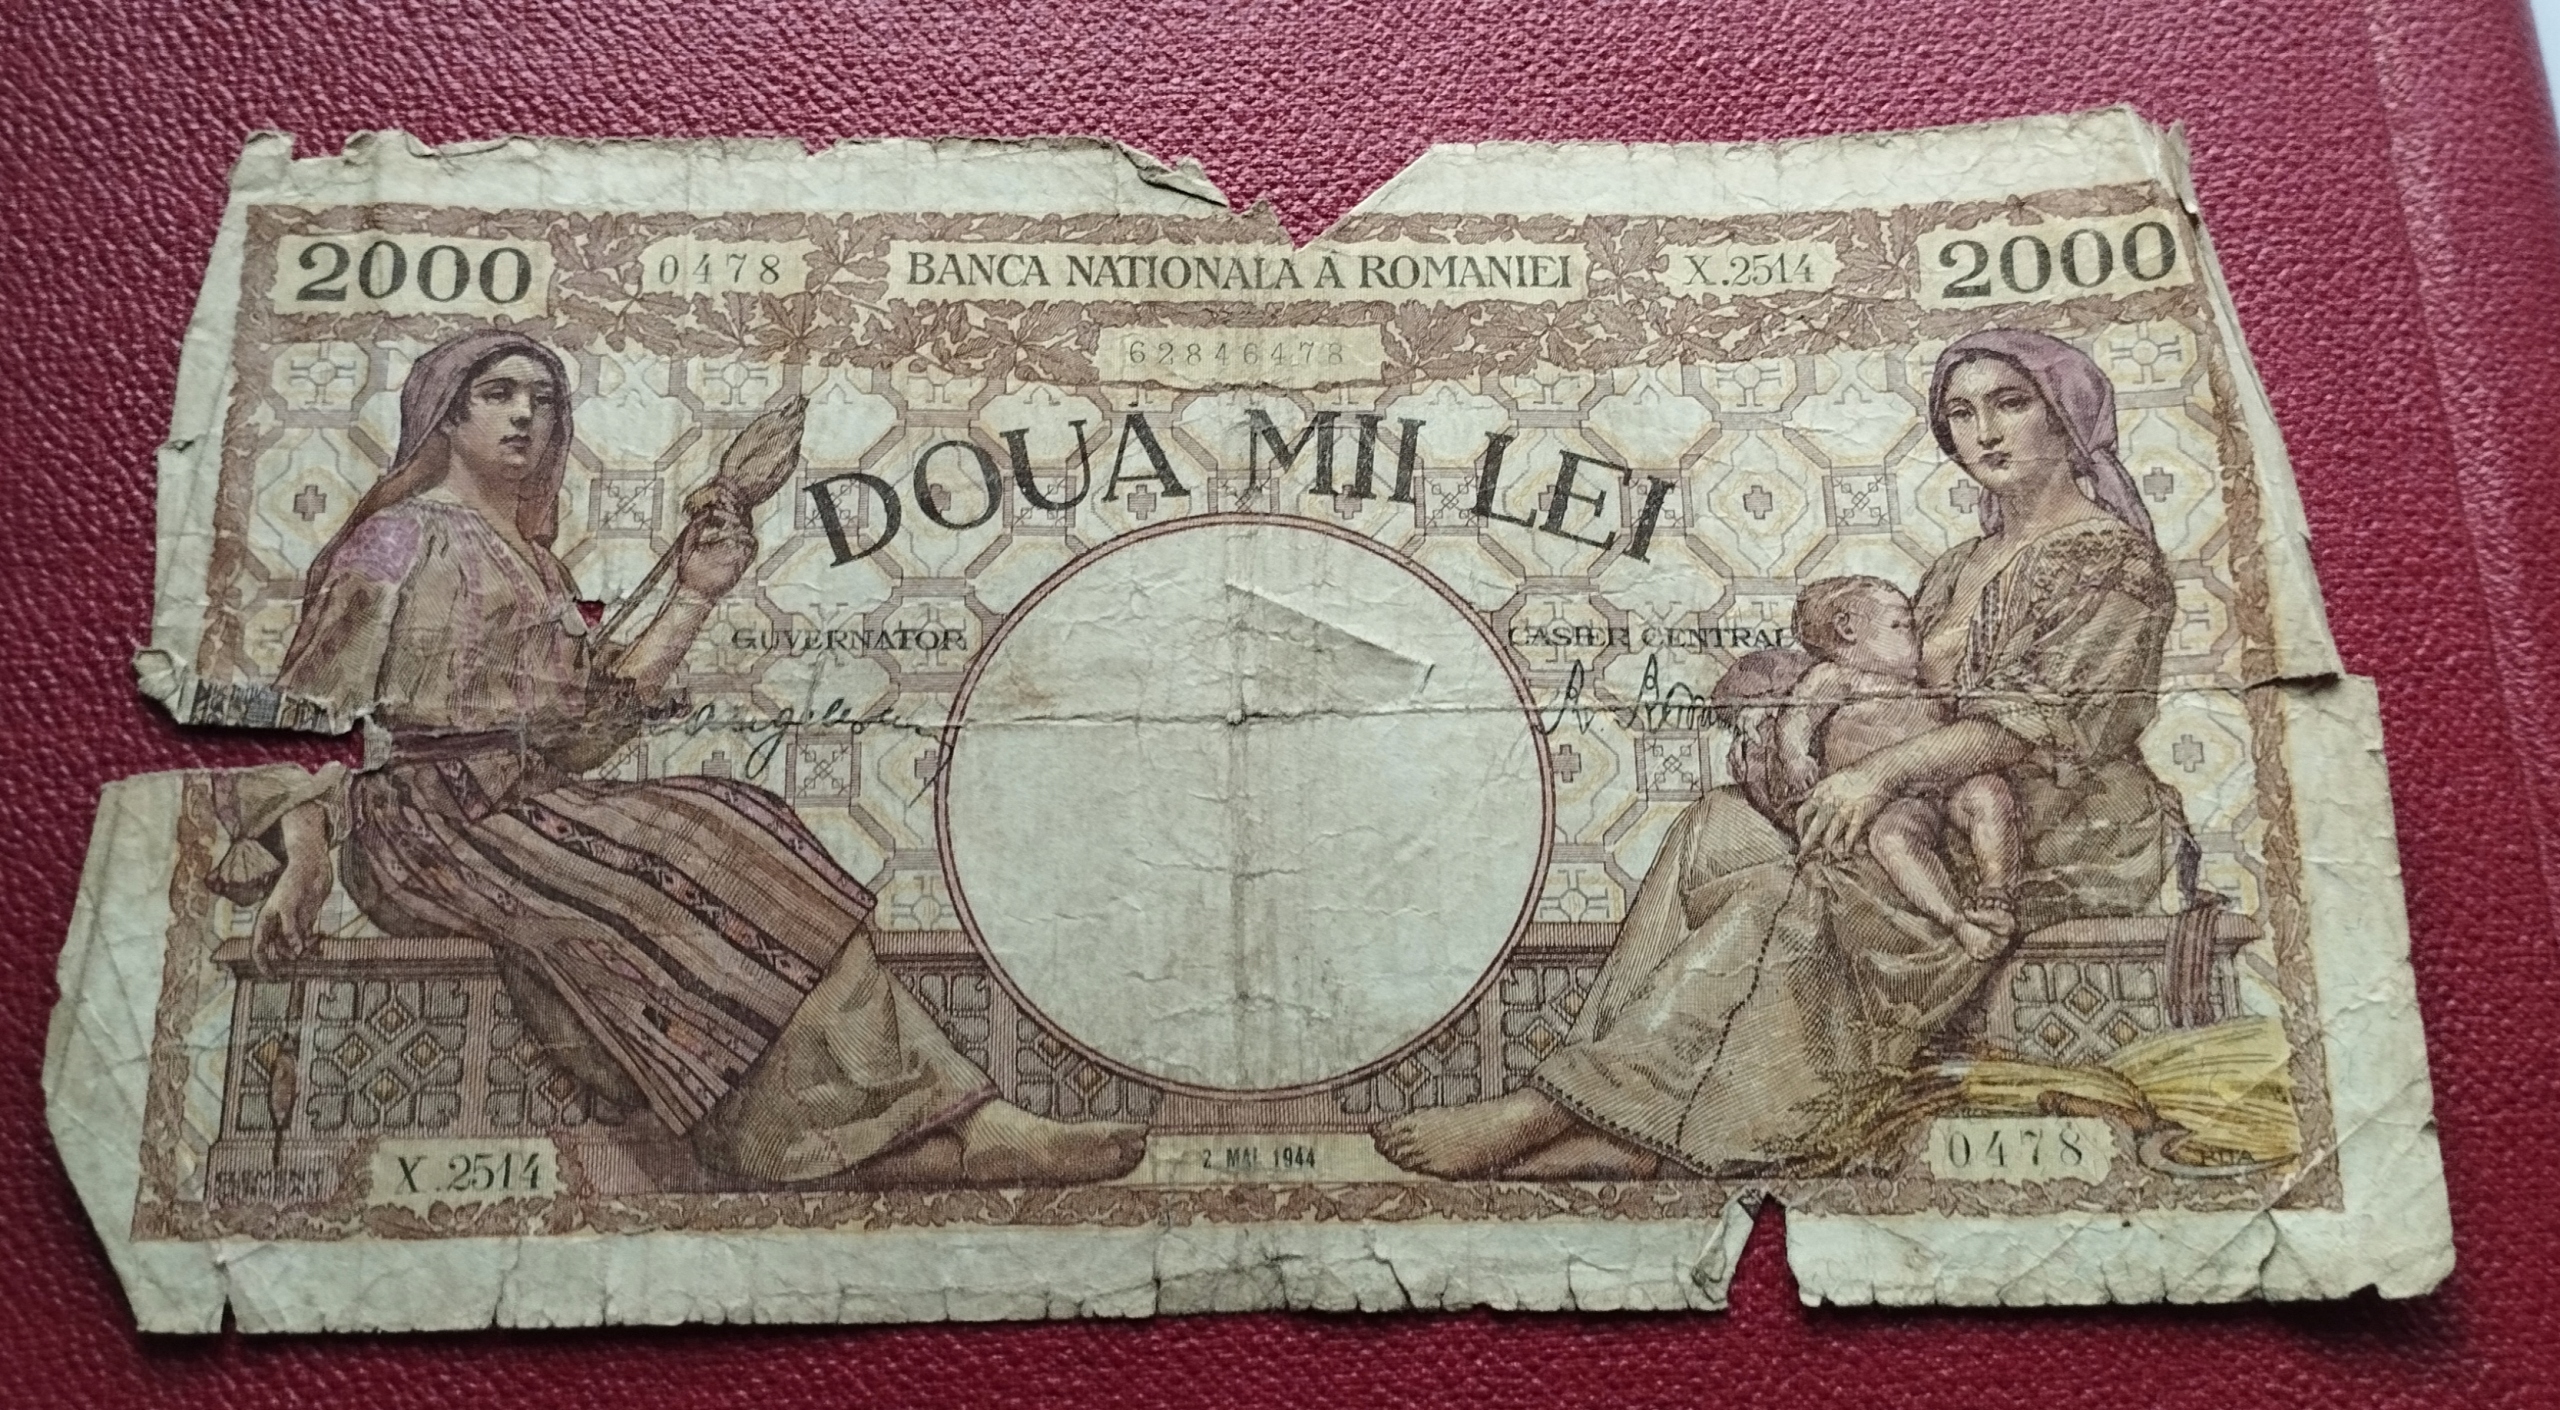 2000 0478 BANCA NATIONALA A ROMANIEI X.2514 2000
62846478
DOUĂ MII LEI
GUVERNATOR CASIER CENTRAL
X.2514 2 MAI 1944 0478